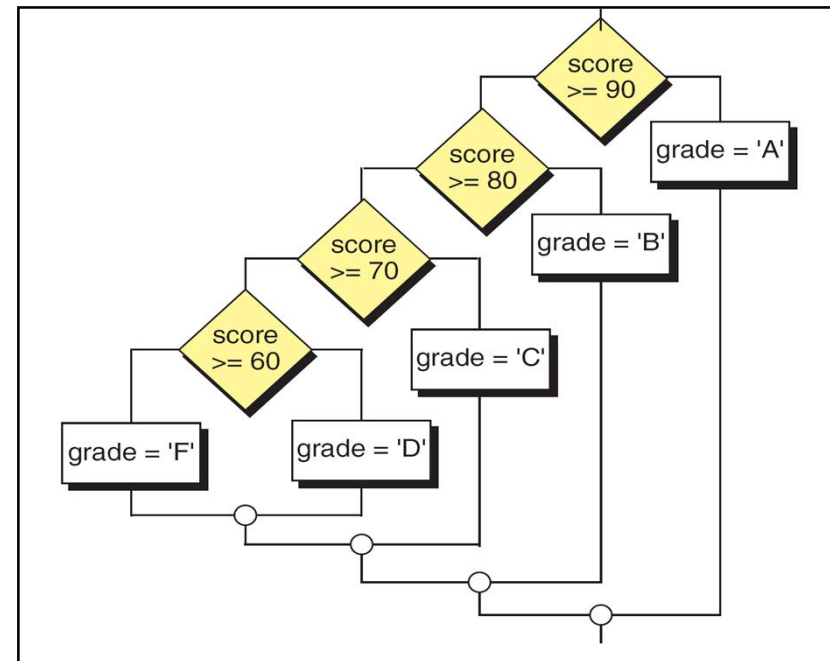 score
>= 90
grade = 'A'
score
>= 80
grade = 'B'
score
>= 70
grade = 'C'
score
>= 60
grade = 'F'
grade = 'D'